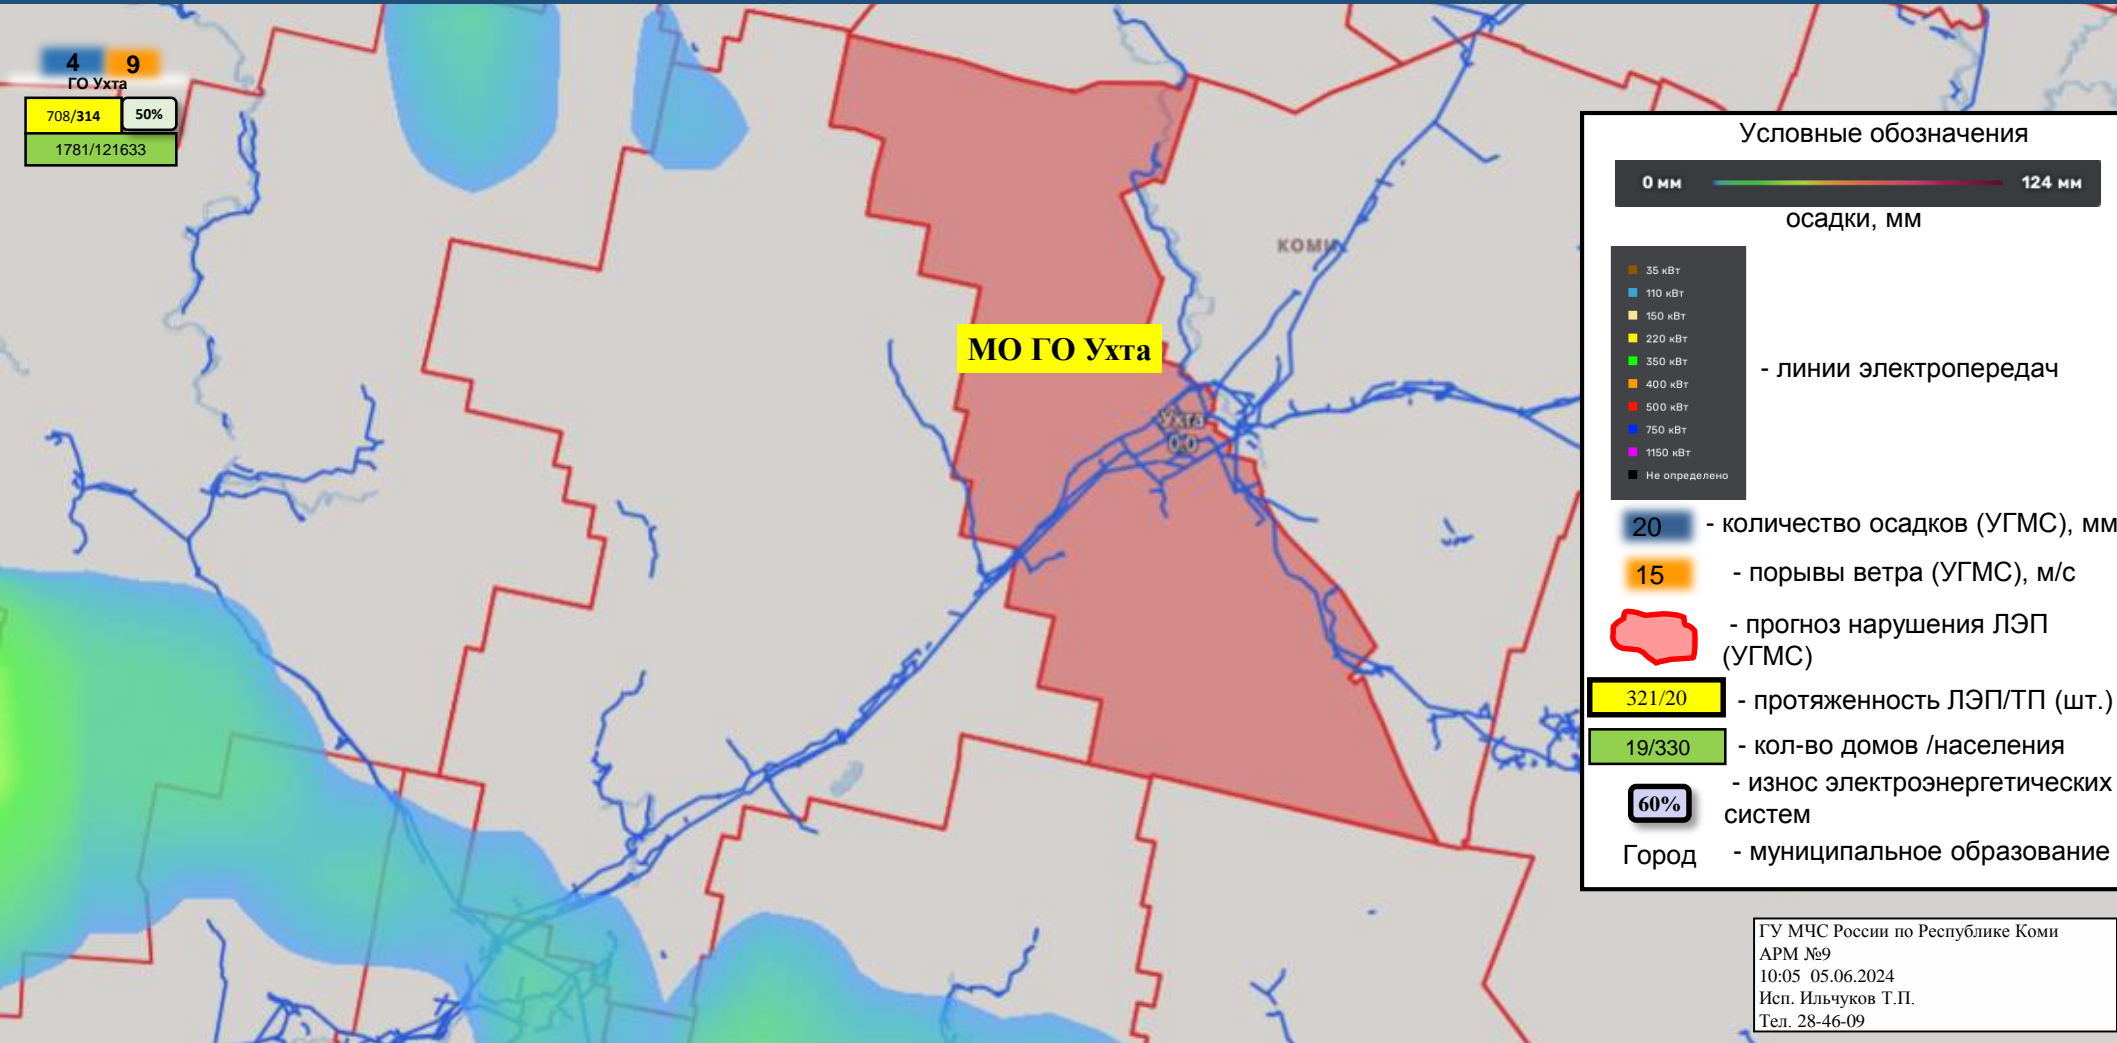 4 9
ГО Ухта
708/314 50%
1781/121633
КОМИ
МО ГО Ухта
Ухта
0.0
Условные обозначения
0 мм 124 мм
осадки, мм
35 кВт
110 кВт
150 кВт
220 кВт
350 кВт
400 кВт
500 кВт
750 кВт
1150 кВт
Не определено
- линии электропередач
20 - количество осадков (УГМС), мм
15 - порывы ветра (УГМС), м/с
- прогноз нарушения ЛЭП
(УГМС)
321/20 - протяженность ЛЭП/ТП (шт.)
19/330 - кол-во домов /населения
60% - износ электроэнергетических
систем
Город - муниципальное образование
ГУ МЧС России по Республике Коми
АРМ №9
10:05 05.06.2024
Исп. Ильчуков Т.П.
Тел. 28-46-09